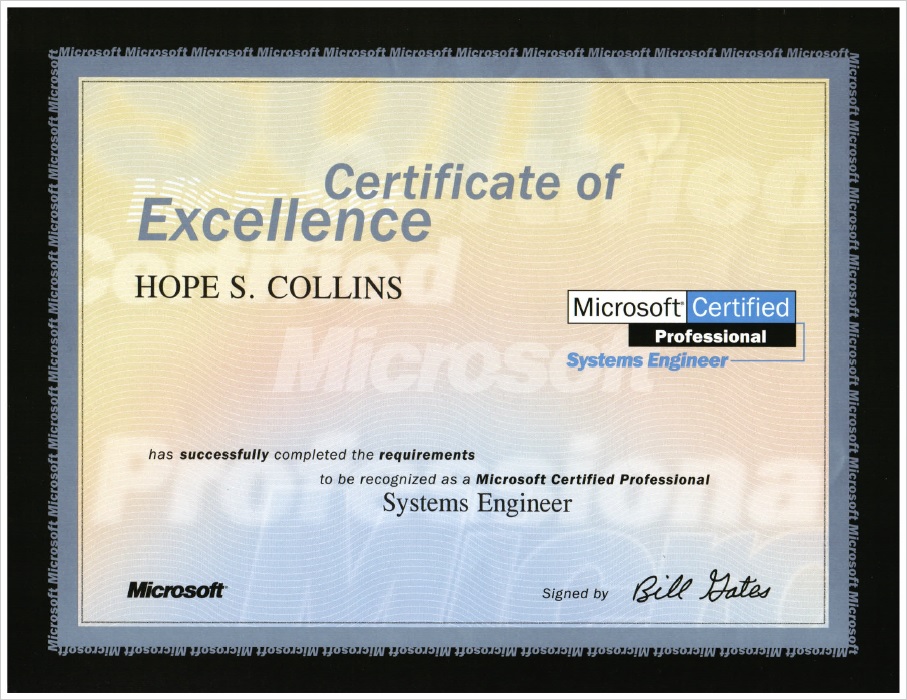 Microsoft Microsoft Microsoft Microsoft Microsoft Microsoft Microsoft Microsoft Microsoft Microsoft Microsoft Microsoft
Certificate of
Excellence
HOPE S. COLLINS
Microsoft Certified
Professional
Systems Engineer
Certified
Microsoft
Professional
has successfully completed the requirements
to be recognized as a Microsoft Certified Professional
Systems Engineer
Microsoft
Signed by Bill Gates